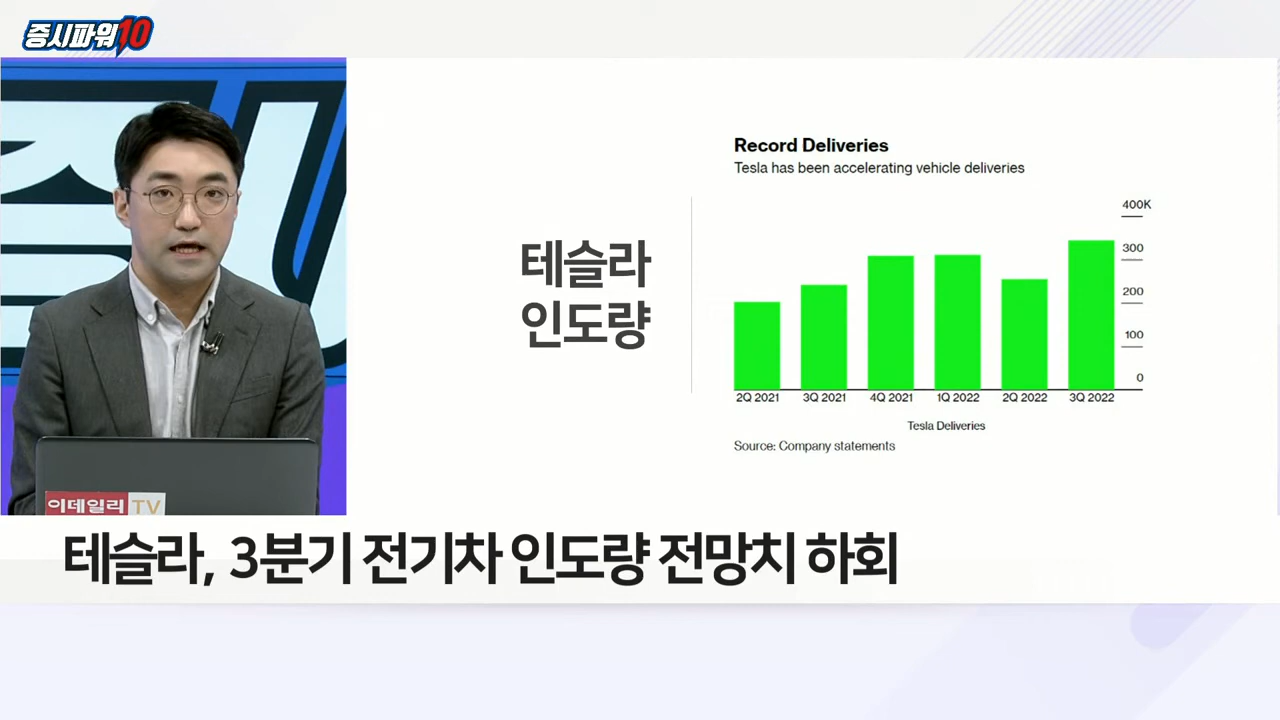 증시파워10
Record Deliveries
Tesla has been accelerating vehicle deliveries
테슬라
인도량
400K
300
200
100
0
2Q 2021 3Q 2021 4Q 2021 1Q 2022 2Q 2022 3Q 2022
Tesla Deliveries
Source: Company statements
이데일리 TV
테슬라, 3분기 전기차 인도량 전망치 하회